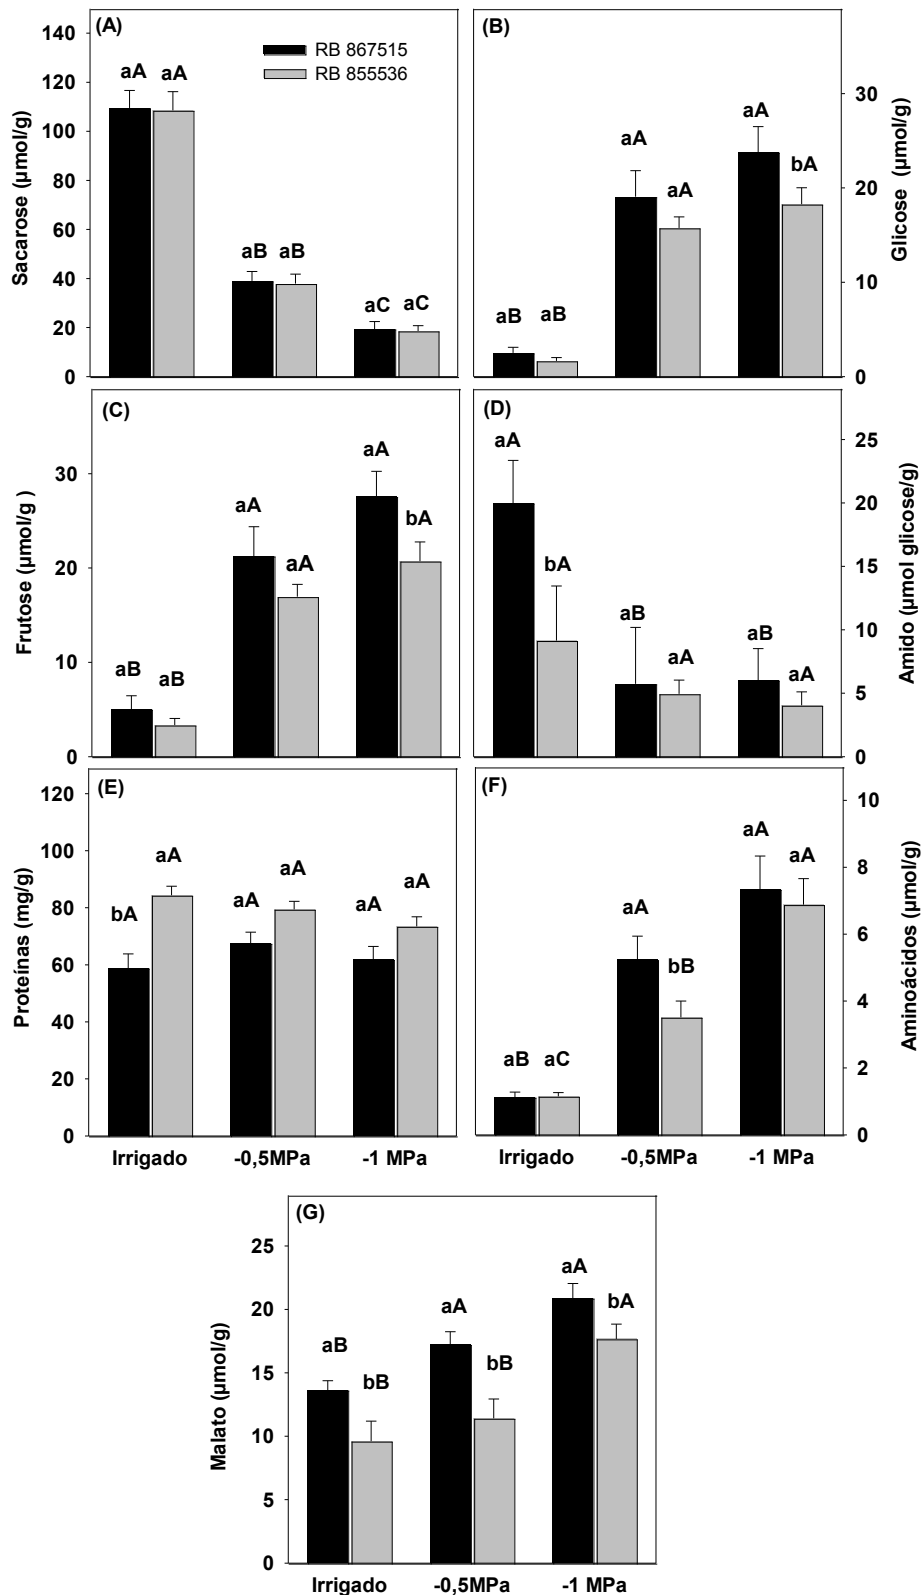 (A)
140
120
100
80
60
40
20
0
Sacarose (µmol/g)
RB 867515
RB 855536
aA aA
aB aB
aC aC
(B)
30
20
10
0
Glicose (µmol/g)
aB aB
aA
aA
aA
bA
(C)
30
20
10
0
Frutose (µmol/g )
aB aB
aA
aA
aA
bA
(D)
25
20
15
10
5
0
Amido (µmol glicose/g)
aA
bA
aB
aA
aB
aA
(E)
120
100
80
60
40
20
0
Proteínas (mg/g)
bA
aA
aA
aA
aA
aA
Irrigado -0,5MPa -1 MPa
(F)
10
8
6
4
2
0
Aminoácidos (µmol/g)
aB aC
aA
bB
aA
aA
Irrigado -0,5MPa -1 MPa
(G)
25
20
15
10
5
0
Malato (µmol/g)
aB
bB
aA
bB
aA
bA
Irrigado -0,5MPa -1 MPa